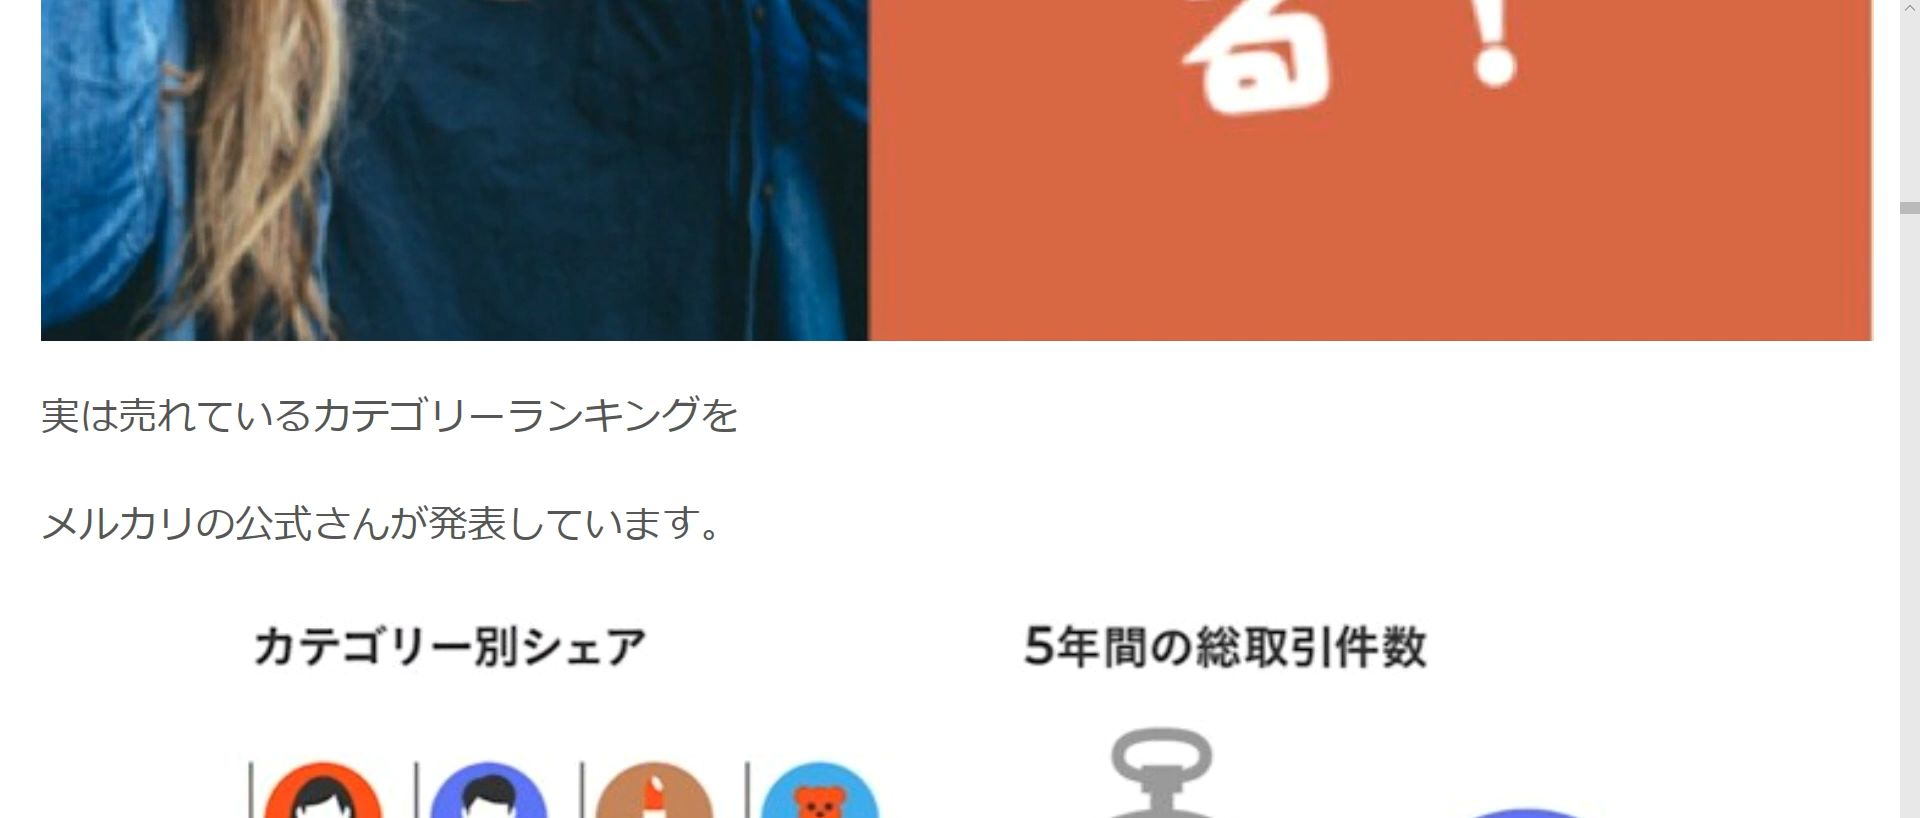 る！
実は売れているカテゴリーランキングを
メルカリの公式さんが発表しています。
カテゴリー別シェア
5年間の総取引件数